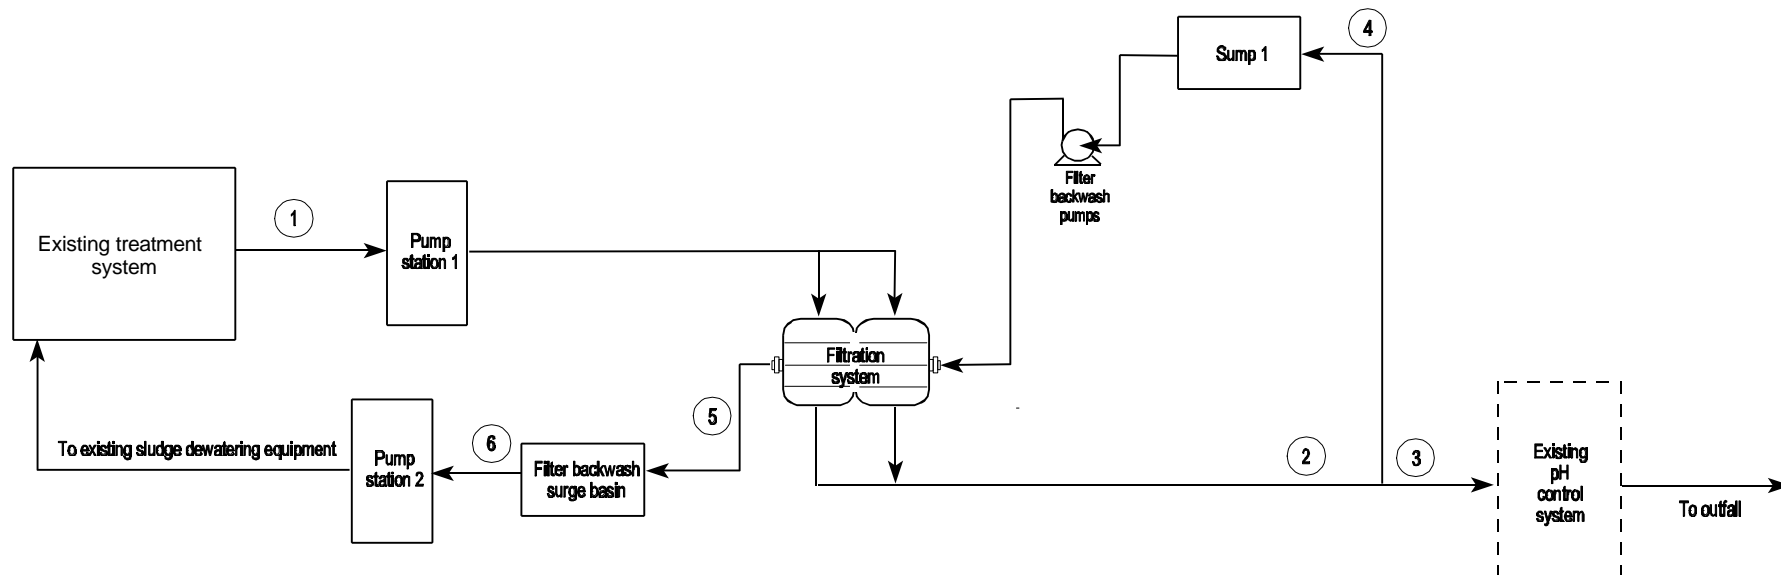 4
Sump 1
Filter
backwash
pumps
1
Existing treatment
system
Pump
station 1
Filtration
system
5
6
To existing sludge dewatering equipment
Pump
station 2
Filter backwash
surge basin
2
3
Existing
pH
control
system
To outfall